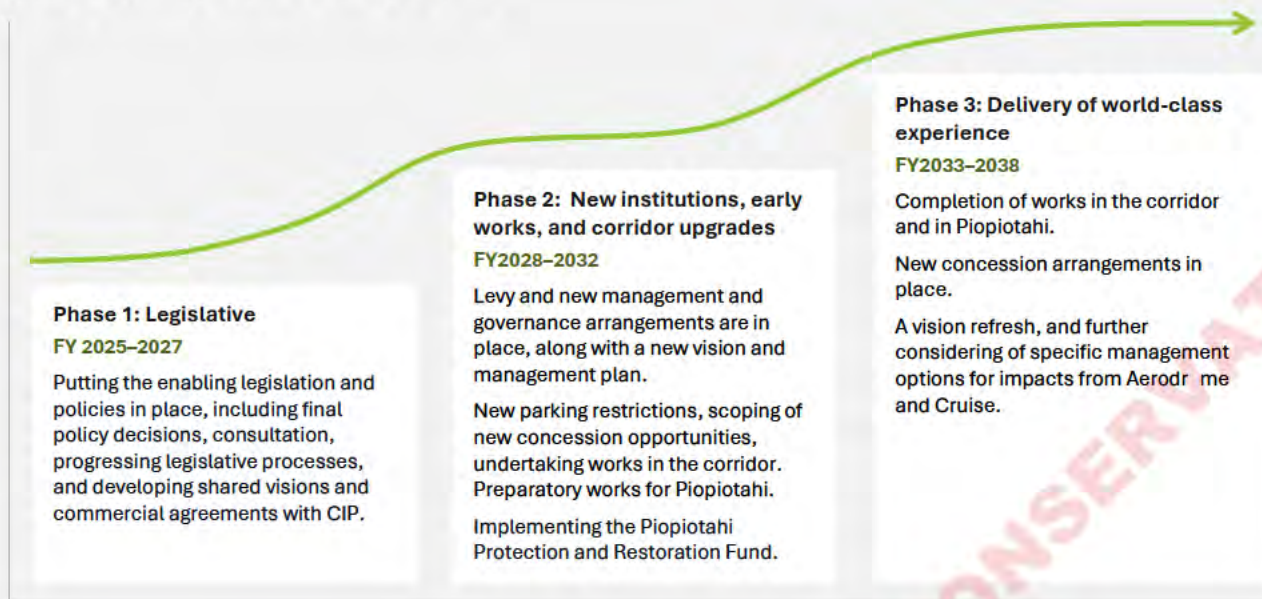 Phase 1: Legislative
FY 2025–2027
Putting the enabling legislation and
policies in place, including final
policy decisions, consultation,
progressing legislative processes,
and developing shared visions and
commercial agreements with CIP.
Phase 2:  New institutions, early
works, and corridor upgrades
FY2028–2032
Levy and new management and
governance arrangements are in
place, along with a new vision and
management plan.
New parking restrictions, scoping of
new concession opportunities,
undertaking works in the corridor.
Preparatory works for Piopiotahi.
Implementing the Piopiotahi
Protection and Restoration Fund.
Phase 3: Delivery of world-class
experience
FY2033–2038
Completion of works in the corridor
and in Piopiotahi.
New concession arrangements in
place.
A vision refresh, and further
considering of specific management
options for impacts from Aerodr me
and Cruise.
ONSERVAT